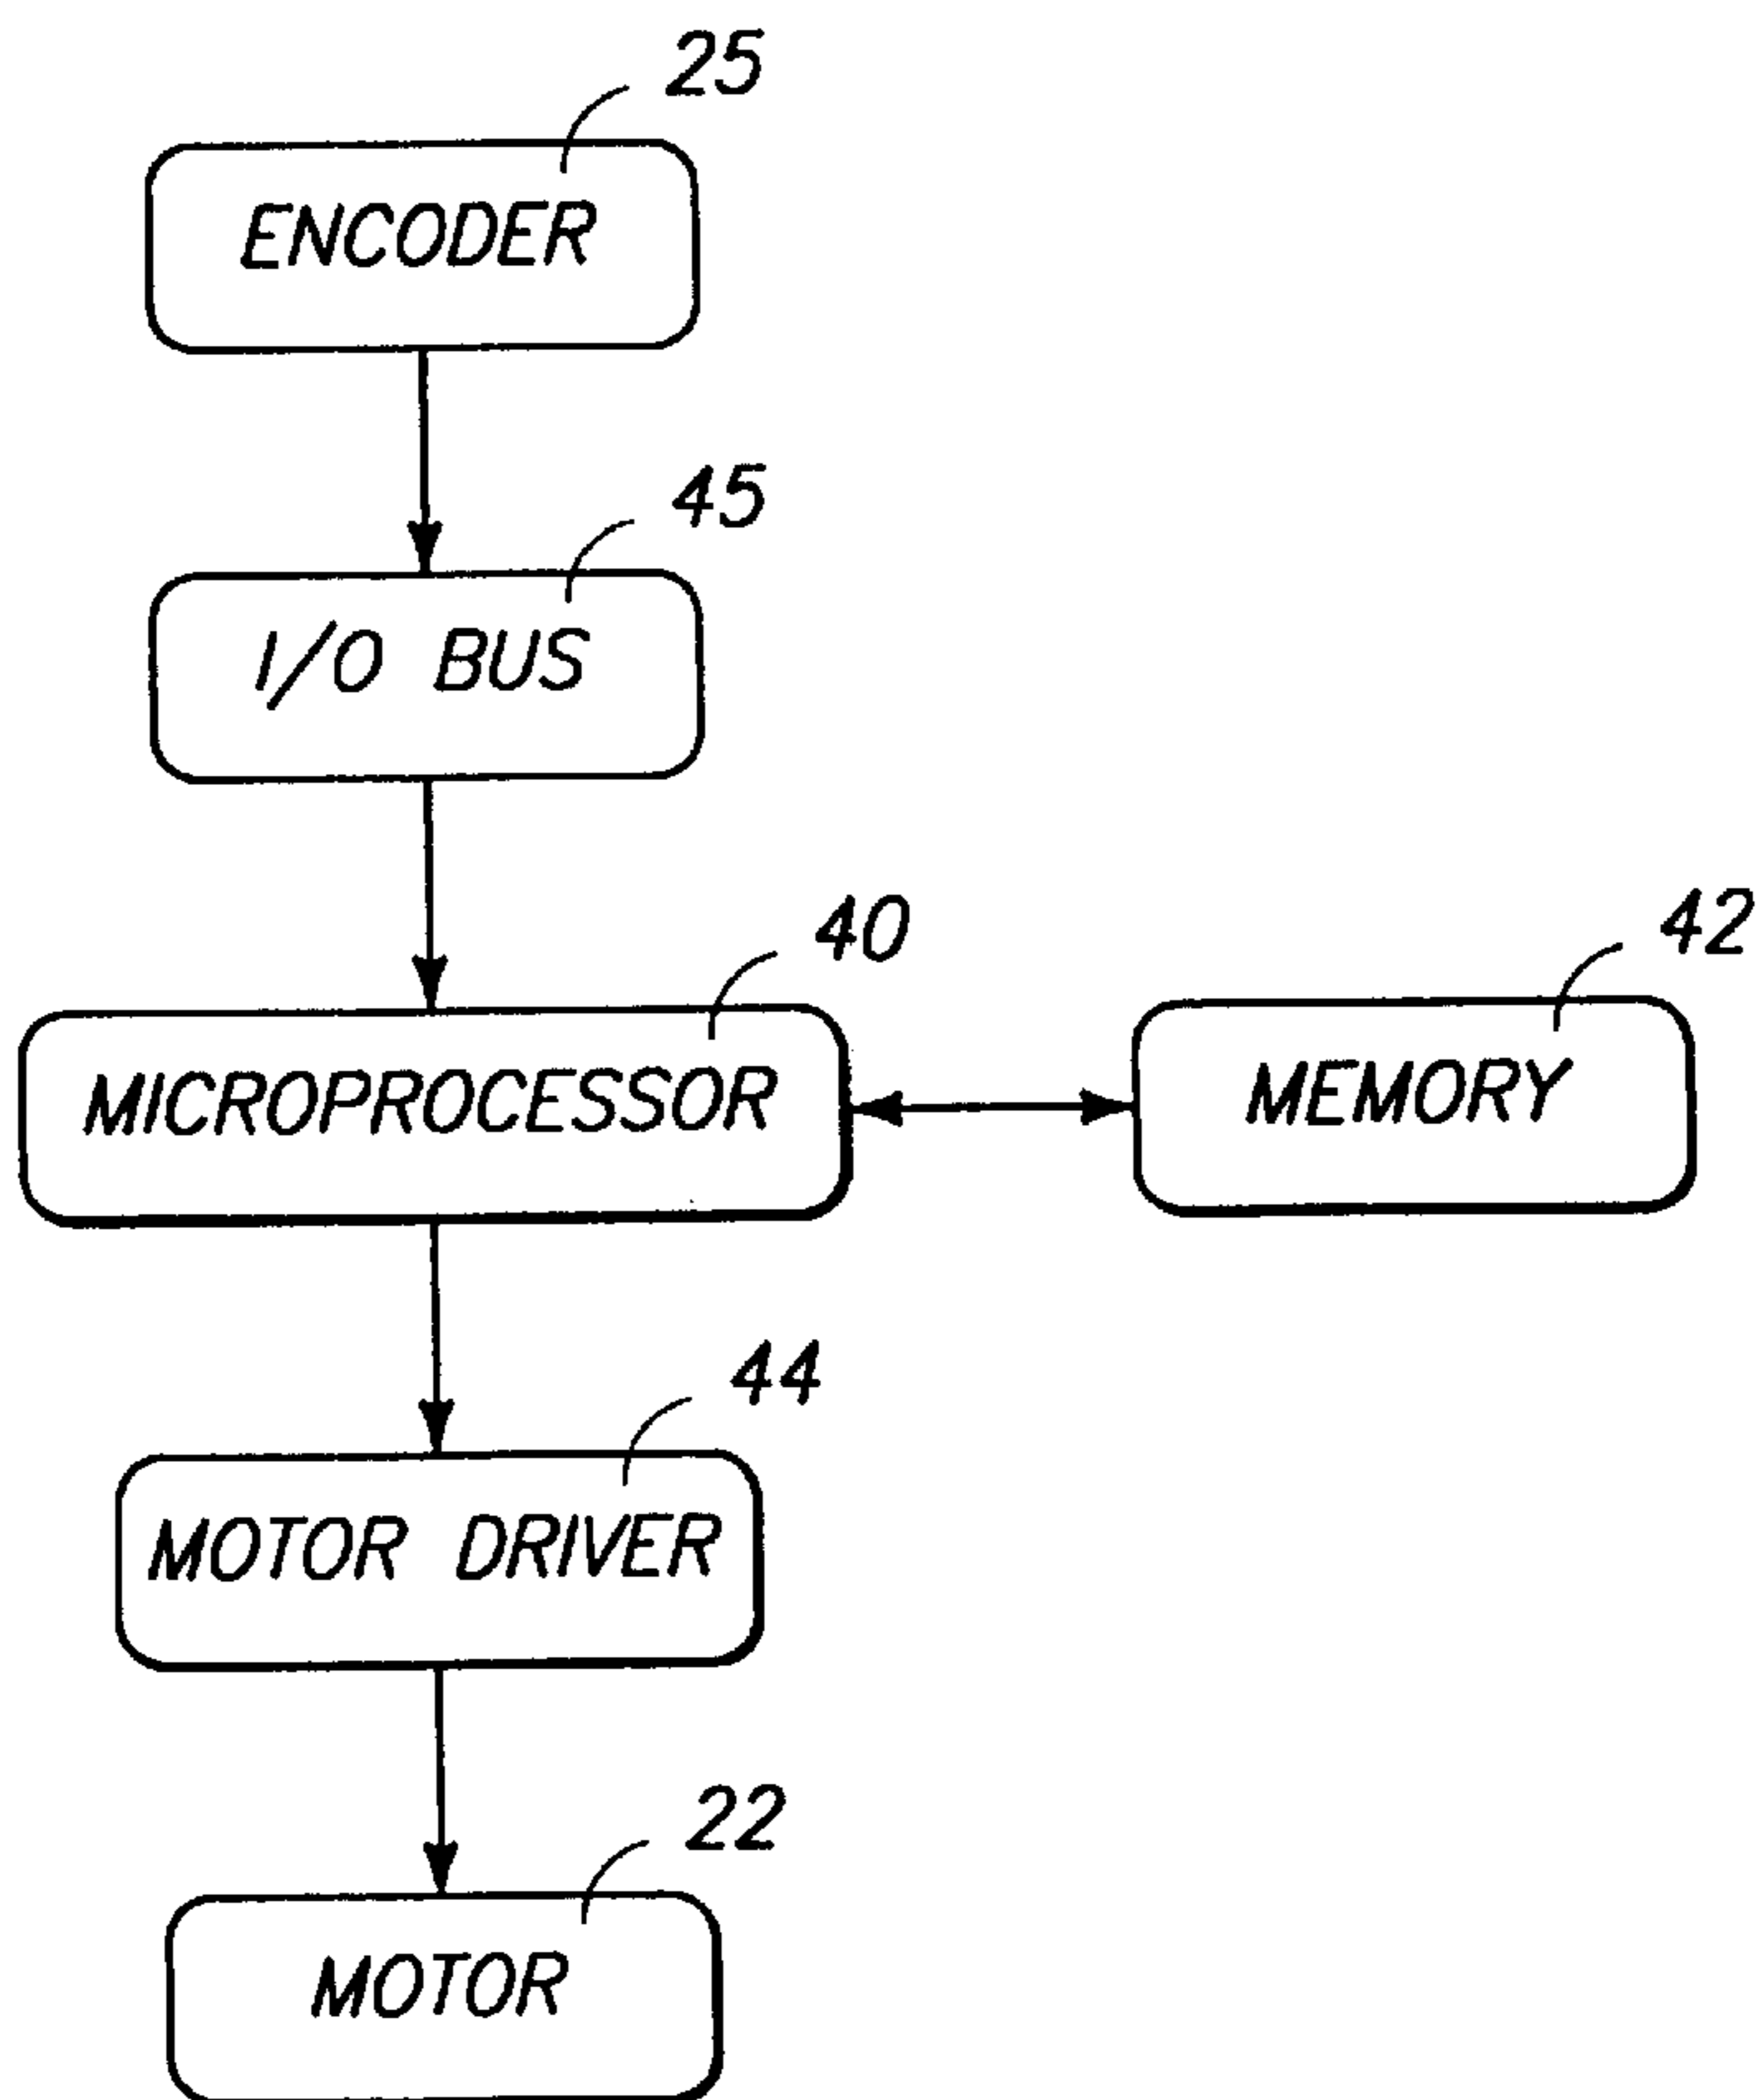 25
ENCODER
45
I/O BUS
40
MICROPROCESSOR
42
MEMORY
44
MOTOR DRIVER
22
MOTOR